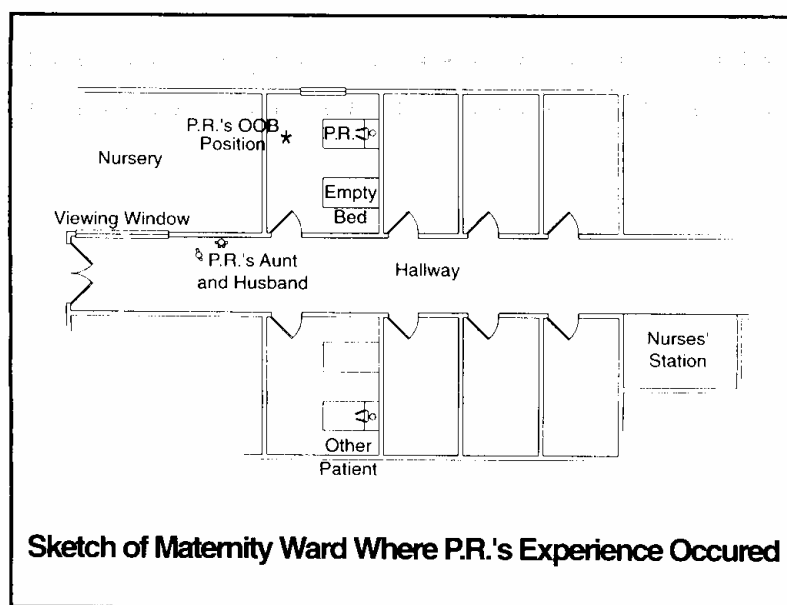 P.R.'s OOB
Position
P.R.
Nursery
Empty
Bed
Viewing Window
P.R.'s Aunt
and Husband
Hallway
Nurses'
Station
Other
Patient
Sketch of Maternity Ward Where P.R.'s Experience Occured